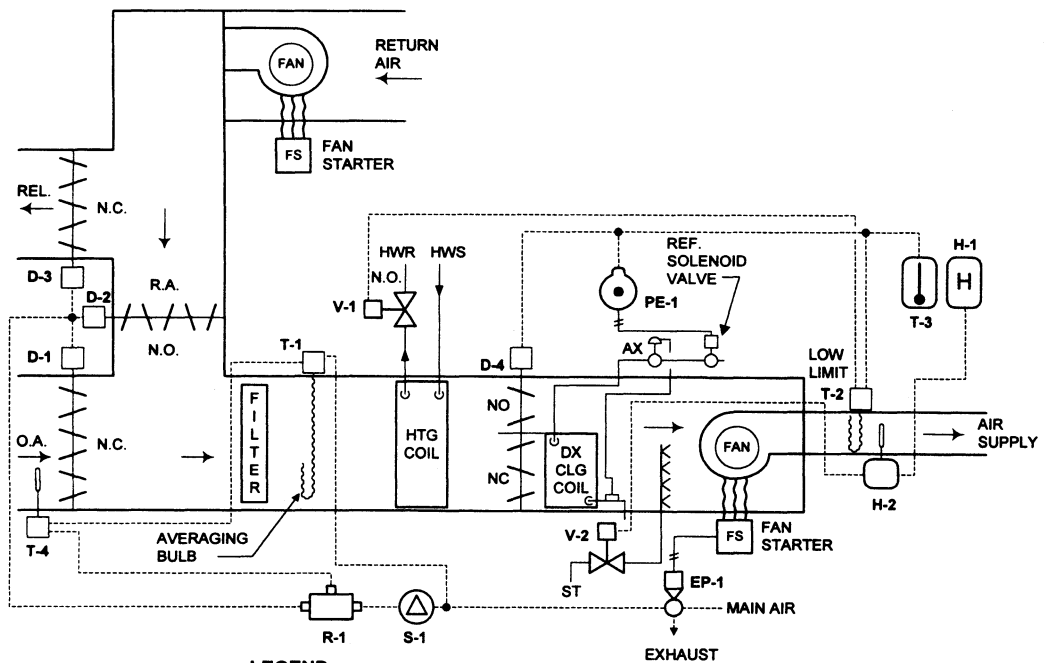 FAN
RETURN
AIR
FS
FAN
STARTER
REL.
N.C.
D-3
D-2
R.A.
N.O.
D-1
O.A.
N.C.
T-4
FILTER
T-1
AVERAGING
BULB
HWR
HWS
N.O.
V-1
HTG
COIL
D-4
NO
NC
PE-1
REF.
SOLENOID
VALVE
AX
DX
CLG
COIL
V-2
ST
T-3
H-1
H
LOW
LIMIT
T-2
AIR
SUPPLY
FAN
H-2
FS
FAN
STARTER
EP-1
MAIN AIR
EXHAUST
R-1
S-1